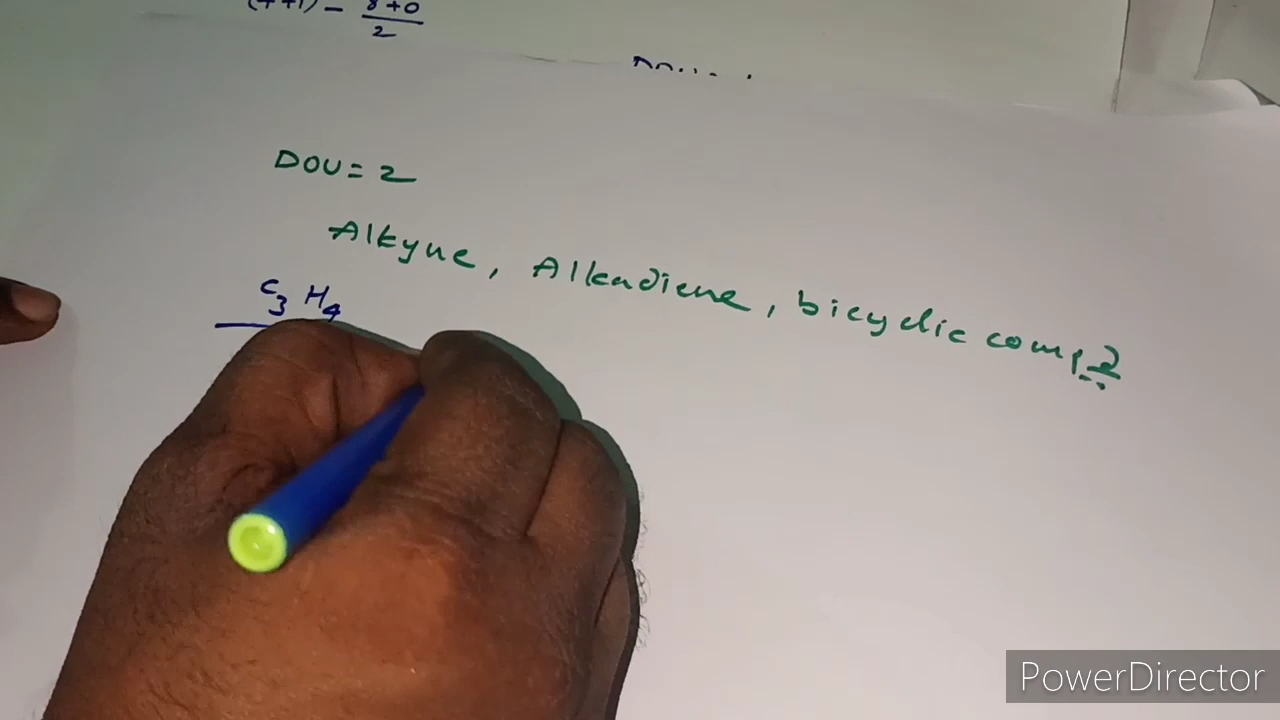 8+0
2
DOU = 2
Alkyne, Alkadiene, bicyclic comp
C3 H4
PowerDirector